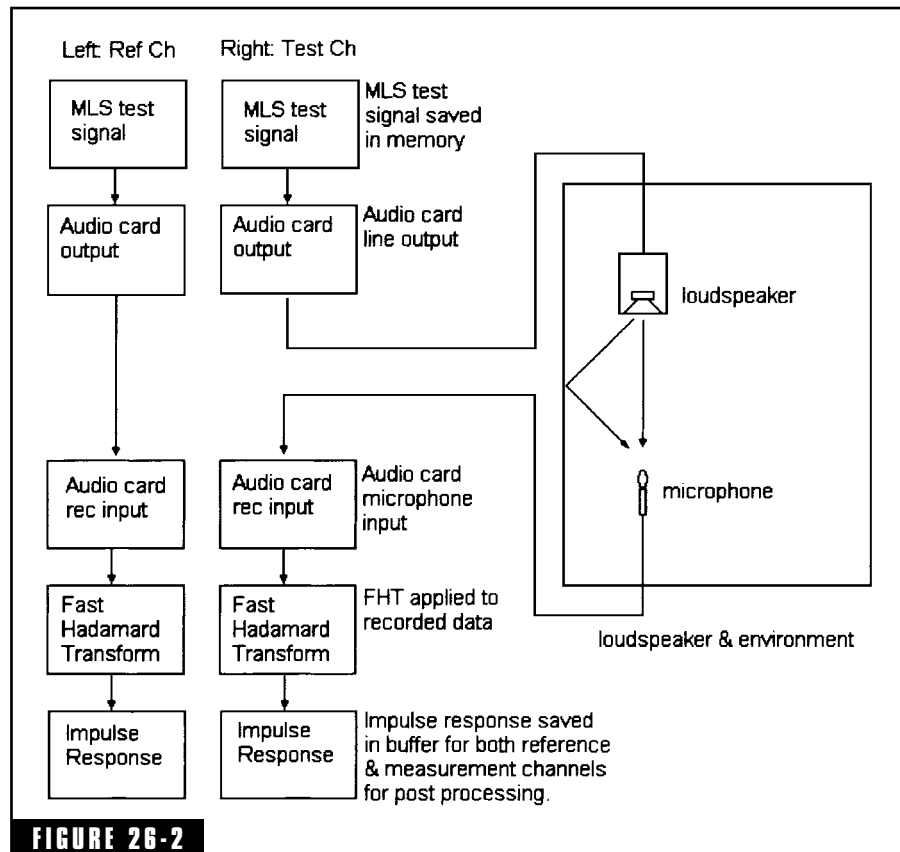 Left: Ref Ch
Right: Test Ch
MLS test
signal
MLS test
signal
MLS test
signal saved
in memory
Audio card
output
Audio card
output
Audio card
line output
loudspeaker
Audio card
rec input
Audio card
rec input
Audio card
microphone
input
microphone
Fast
Hadamard
Transform
Fast
Hadamard
Transform
FHT applied to
recorded data
loudspeaker & environment
Impulse
Response
Impulse
Response
Impulse response saved
in buffer for both reference
& measurement channels
for post processing.
FIGURE 26-2